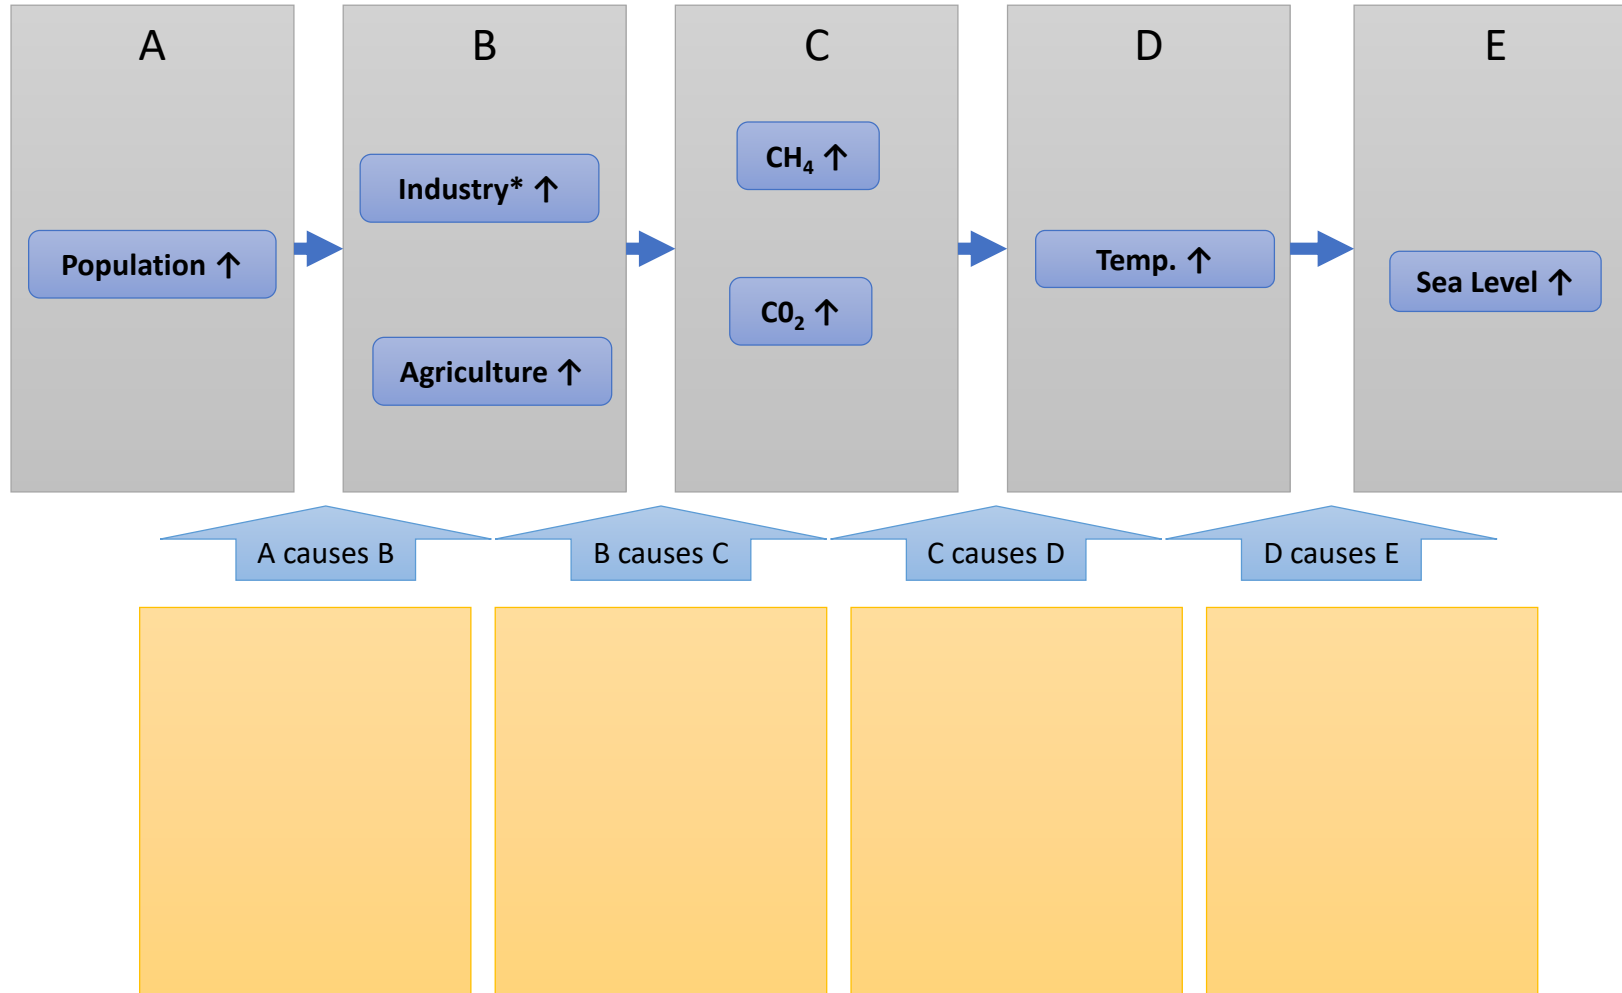 A
B
C
D
E
Population ↑
Industry* ↑
Agriculture ↑
CH₄ ↑
C0₂ ↑
Temp. ↑
Sea Level ↑
A causes B
B causes C
C causes D
D causes E